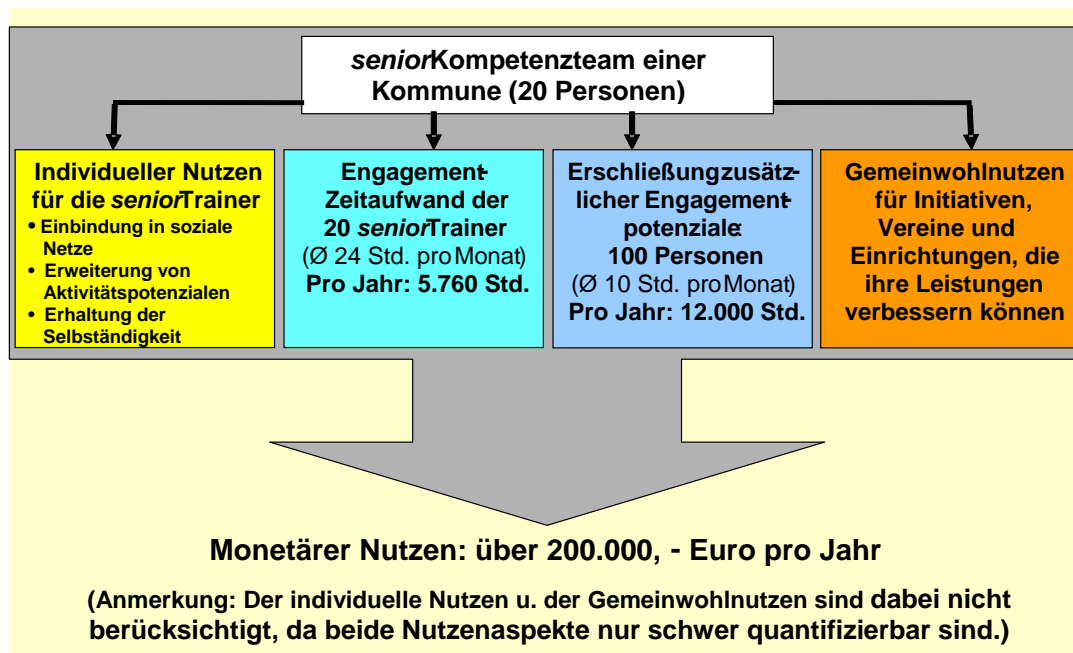 seniorKompetenzteam einer
Kommune (20 Personen)
Individueller Nutzen
für die seniorTrainer
• Einbindung in soziale
Netze
• Erweiterung von
Aktivitätspotenzialen
• Erhaltung der
Selbständigkeit
Engagement-
Zeitaufwand der
20 seniorTrainer
(Ø 24 Std. pro Monat)
Pro Jahr: 5.760 Std.
Erschließung zusätz-
licher Engagement-
potenziale:
100 Personen
(Ø 10 Std. pro Monat)
Pro Jahr: 12.000 Std.
Gemeinwohlnutzen
für Initiativen,
Vereine und
Einrichtungen, die
ihre Leistungen
verbessern können
Monetärer Nutzen: über 200.000, - Euro pro Jahr
(Anmerkung: Der individuelle Nutzen u. der Gemeinwohlnutzen sind dabei nicht
berücksichtigt, da beide Nutzenaspekte nur schwer quantifizierbar sind.)